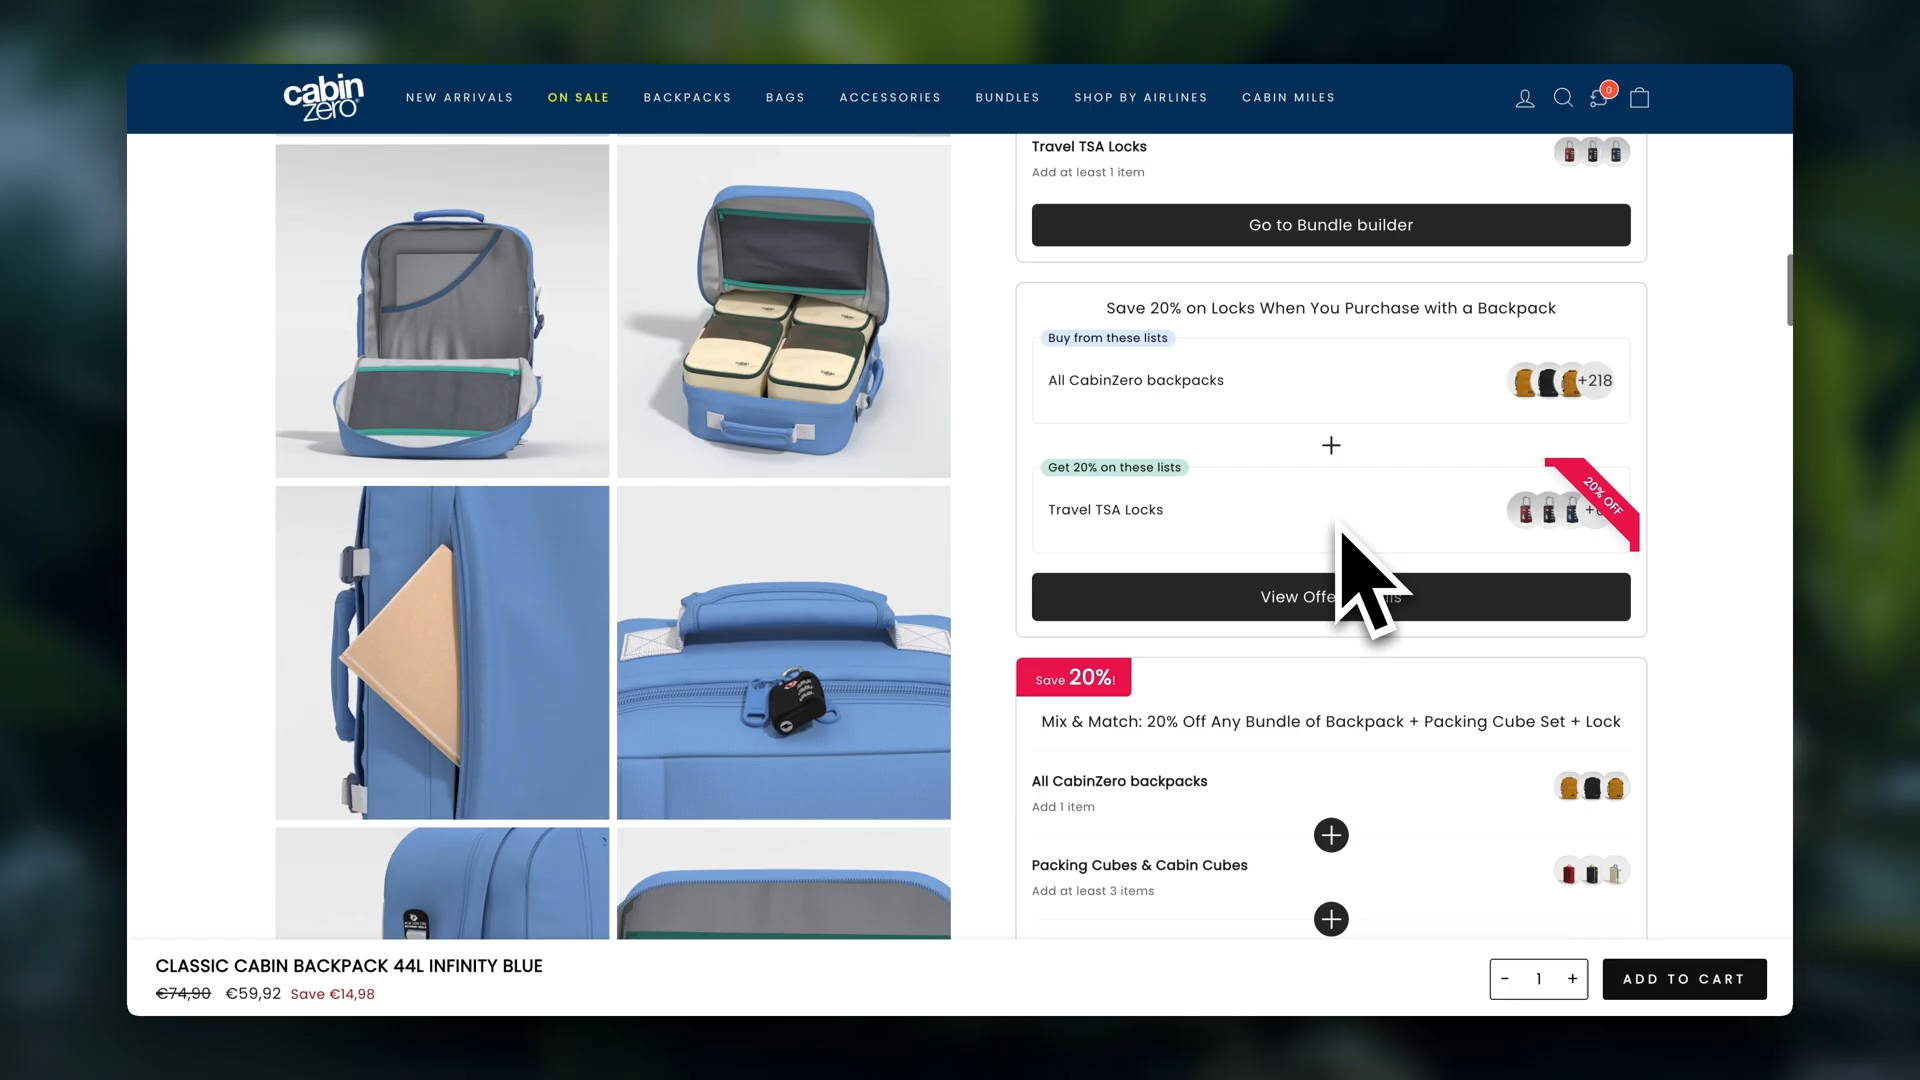 cabin
zero
NEW ARRIVALS
ON SALE
BACKPACKS
BAGS
ACCESSORIES
BUNDLES
SHOP BY AIRLINES
CABIN MILES
0
Travel TSA Locks
Add at least 1 item
Go to Bundle builder
Save 20% on Locks When You Purchase with a Backpack
Buy from these lists
All CabinZero backpacks
+218
Get 20% on these lists
20% OFF
Travel TSA Locks
View
Save 20%!
Mix & Match: 20% Off Any Bundle of Backpack + Packing Cube Set + Lock
All CabinZero backpacks
Add 1 item
Packing Cubes & Cabin Cubes
Add at least 3 items
CLASSIC CABIN BACKPACK 44L INFINITY BLUE
€74,90 €59,92 Save €14,98
- 1 +
ADD TO CART